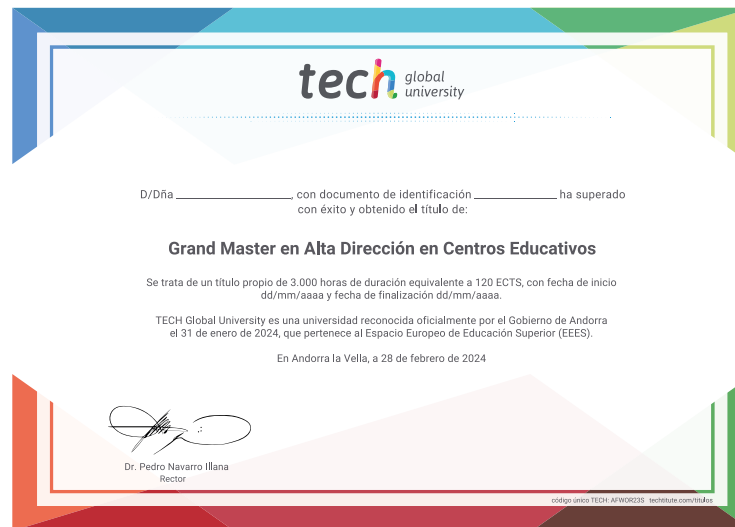 tech global university
D/Dña ______________________, con documento de identificación ________________ ha superado
con éxito y obtenido el título de:
Grand Master en Alta Dirección en Centros Educativos
Se trata de un título propio de 3.000 horas de duración equivalente a 120 ECTS, con fecha de inicio
dd/mm/aaaa y fecha de finalización dd/mm/aaaa.
TECH Global University es una universidad reconocida oficialmente por el Gobierno de Andorra
el 31 de enero de 2024, que pertenece al Espacio Europeo de Educación Superior (EEES).
En Andorra la Vella, a 28 de febrero de 2024
Dr. Pedro Navarro Illana
Rector
código único TECH: AFWOR23S techtitute.com/titulos